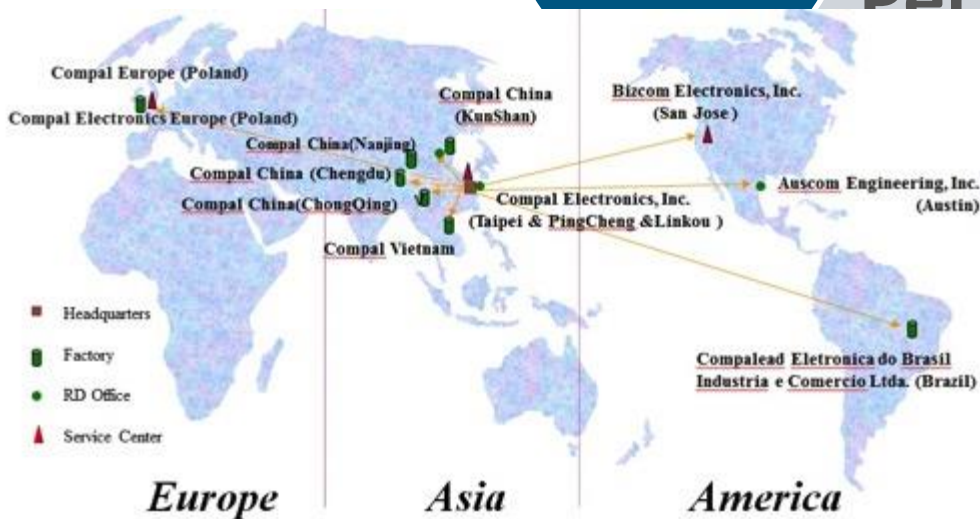 Compal Europe (Poland)
Compal Electronics Europe (Poland)
Compal China
(KunShan)
Compal China(Nanjing)
Compal China (Chengdu)
Compal China(ChongQing)
Compal Vietnam
Compal Electronics, Inc.
(Taipei & PingCheng &Linkou )
Bizcom Electronics, Inc.
(San Jose )
Auscom Engineering, Inc.
(Austin)
Compalead Eletronica do Brasil
Industria e Comercio Ltda. (Brazil)
Headquarters
Factory
RD Office
Service Center
Europe
Asia
America